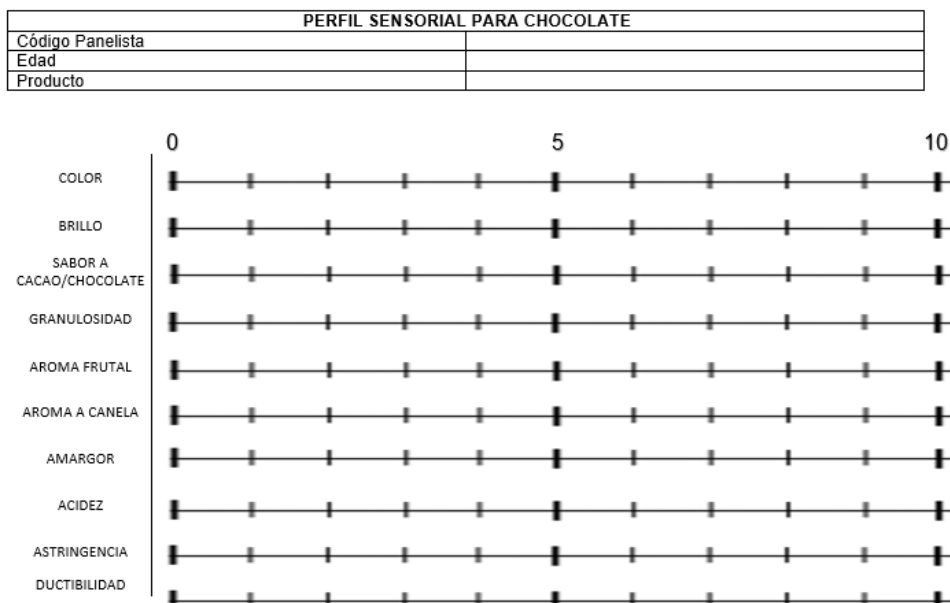 PERFIL SENSORIAL PARA CHOCOLATE
Código Panelista
Edad
Producto
0 5 10
COLOR
BRILLO
SABOR A
CACAO/CHOCOLATE
GRANULOSIDAD
AROMA FRUTAL
AROMA A CANELA
AMARGOR
ACIDEZ
ASTRINGENCIA
DUCTIBILIDAD